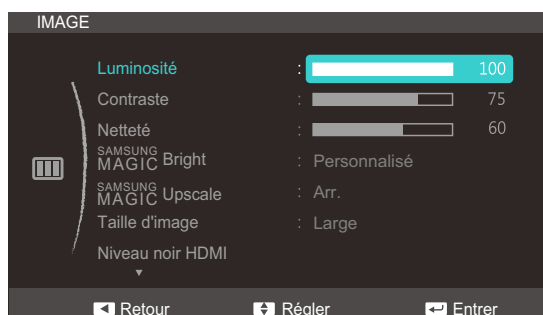 IMAGE
Luminosité : 100
Contraste : 75
Netteté : 60
SAMSUNG MAGIC Bright : Personnalisé
SAMSUNG MAGIC Upscale : Arr.
Taille d'image : Large
Niveau noir HDMI
Retour Régler Entrer